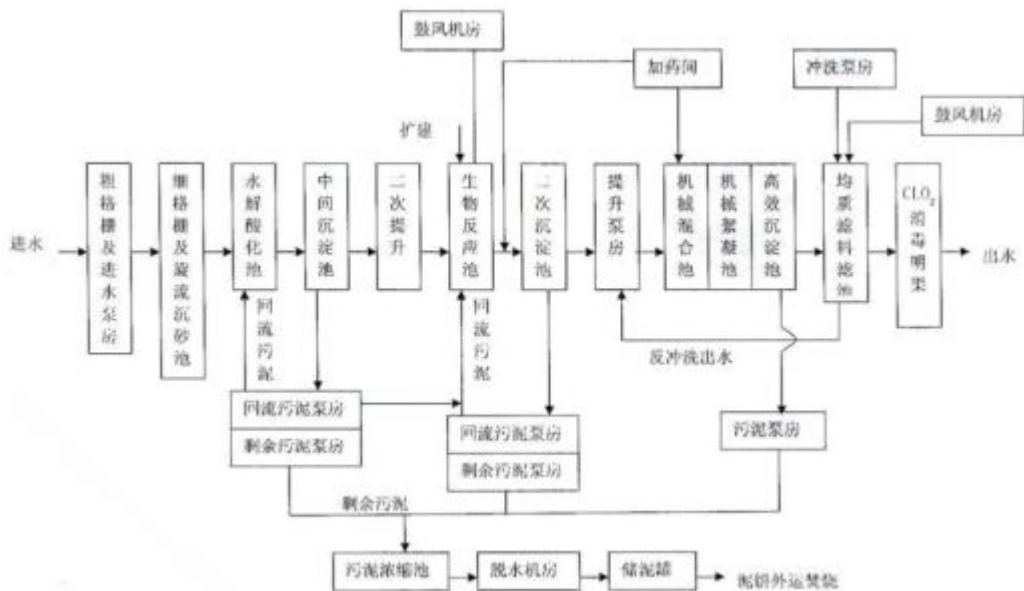 鼓风机房
加药间
冲洗泵房
鼓风机房
扩建
进水
粗格栅及进水泵房
细格栅及旋流沉砂池
水解酸化池
中间沉淀池
二次提升
生物反应池
二次沉淀池
提升泵房
机械混合池
机械絮凝池
高效沉淀池
均质滤料滤池
CLO₂消毒明渠
出水
回流污泥
回流污泥
反冲洗出水
回流污泥泵房
剩余污泥泵房
回流污泥泵房
剩余污泥泵房
污泥泵房
剩余污泥
污泥浓缩池
脱水机房
储泥罐
泥饼外运焚烧